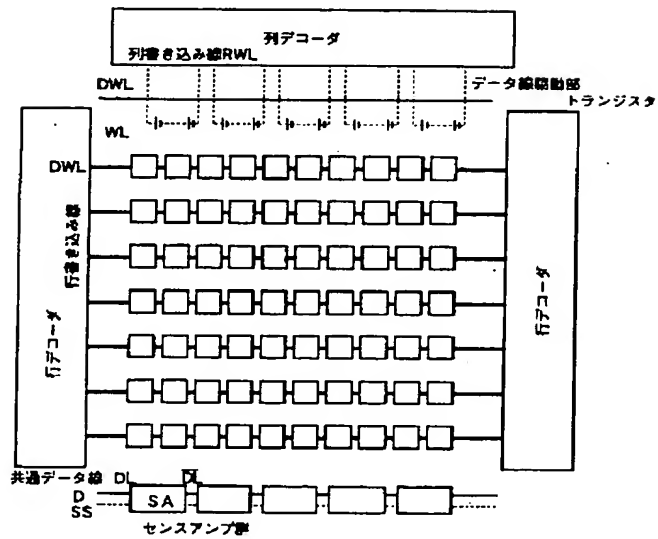 列デコーダ
列書き込み線RWL
DWL
データ線駆動部
トランジスタ
WL
DWL
行書き込み線
行デコーダ
行デコーダ
共通データ線 DL
DL
D
SA
SS
センスアンプ群